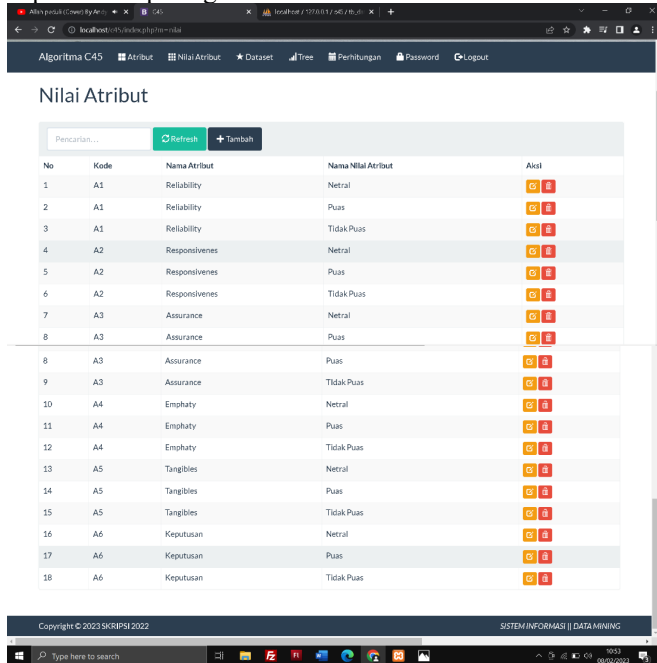 Allah peduli (Cover) By Andy
C45
localhost / 127.0.0.1 / c45 / tb_da
localhost/c45/index.php?m=nilai
Algoritma C45 Atribut Nilai Atribut Dataset Tree Perhitungan Password Logout
Nilai Atribut
Pencarian... Refresh Tambah
No Kode Nama Atribut Nama Nilai Atribut Aksi
1 A1 Reliability Netral
2 A1 Reliability Puas
3 A1 Reliability Tidak Puas
4 A2 Responsivenes Netral
5 A2 Responsivenes Puas
6 A2 Responsivenes Tidak Puas
7 A3 Assurance Netral
8 A3 Assurance Puas
8 A3 Assurance Puas
9 A3 Assurance TIdak Puas
10 A4 Emphaty Netral
11 A4 Emphaty Puas
12 A4 Emphaty Tidak Puas
13 A5 Tangibles Netral
14 A5 Tangibles Puas
15 A5 Tangibles Tidak Puas
16 A6 Keputusan Netral
17 A6 Keputusan Puas
18 A6 Keputusan Tidak Puas
Copyright © 2023 SKRIPSI 2022 SISTEM INFORMASI || DATA MINING
Type here to search
10:53
08/02/2023